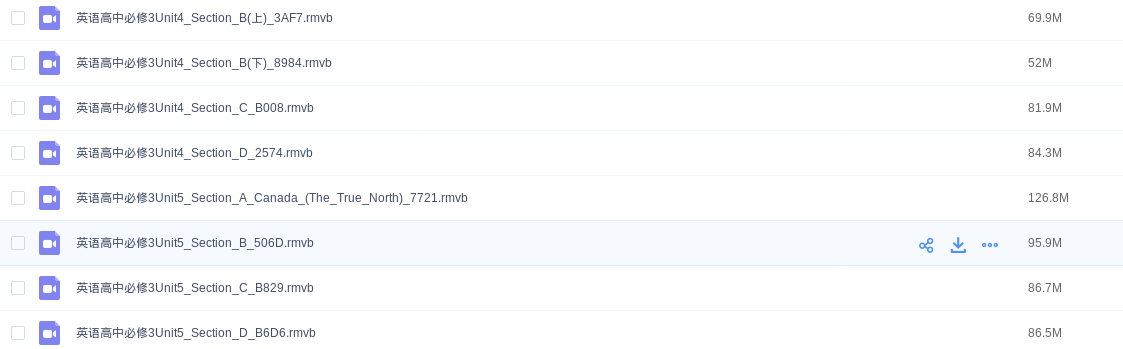 英语高中必修3Unit4_Section_B(上)_3AF7.rmvb 69.9M
英语高中必修3Unit4_Section_B(下)_8984.rmvb 52M
英语高中必修3Unit4_Section_C_B008.rmvb 81.9M
英语高中必修3Unit4_Section_D_2574.rmvb 84.3M
英语高中必修3Unit5_Section_A_Canada_(The_True_North)_7721.rmvb 126.8M
英语高中必修3Unit5_Section_B_506D.rmvb 95.9M
英语高中必修3Unit5_Section_C_B829.rmvb 86.7M
英语高中必修3Unit5_Section_D_B6D6.rmvb 86.5M